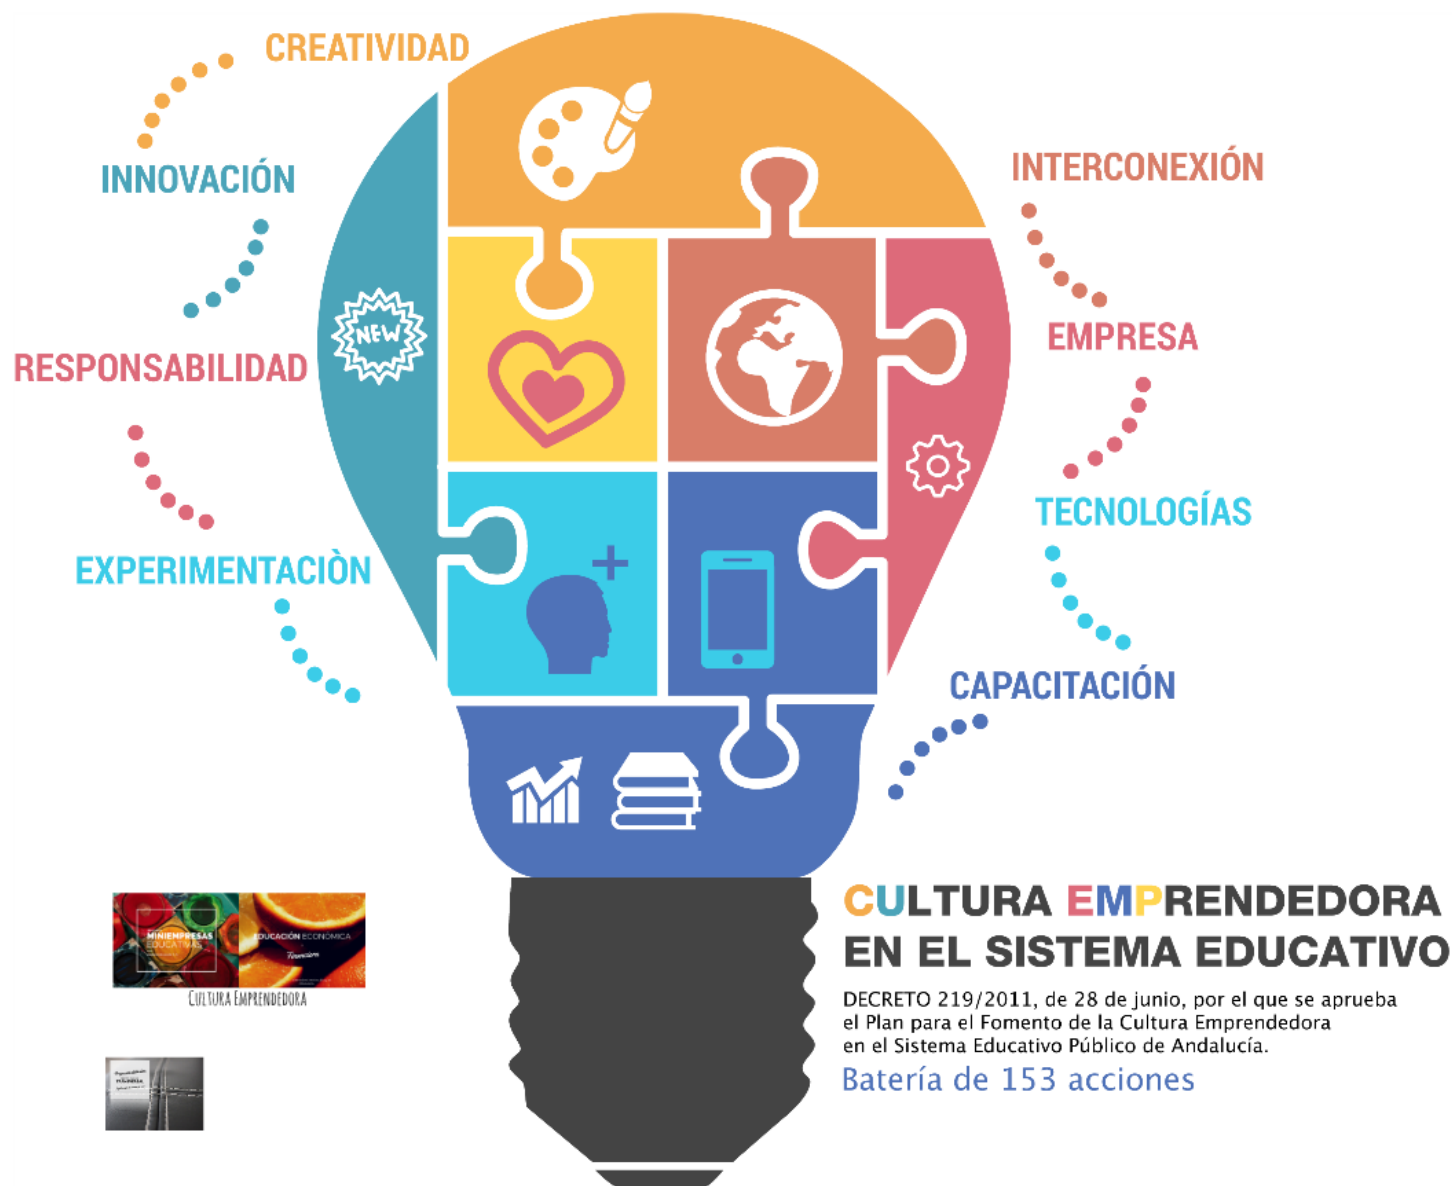 CREATIVIDAD
INNOVACIÓN
RESPONSABILIDAD
EXPERIMENTACIÒN
NEW
INTERCONEXIÓN
EMPRESA
TECNOLOGÍAS
CAPACITACIÓN
MINIEMPRESAS
EDUCATIVAS
EDUCACIÓN ECONÓMICA
Financiera
CULTURA EMPRENDEDORA
CULTURA EMPRENDEDORA
EN EL SISTEMA EDUCATIVO
DECRETO 219/2011, de 28 de junio, por el que se aprueba
el Plan para el Fomento de la Cultura Emprendedora
en el Sistema Educativo Público de Andalucía.
Batería de 153 acciones